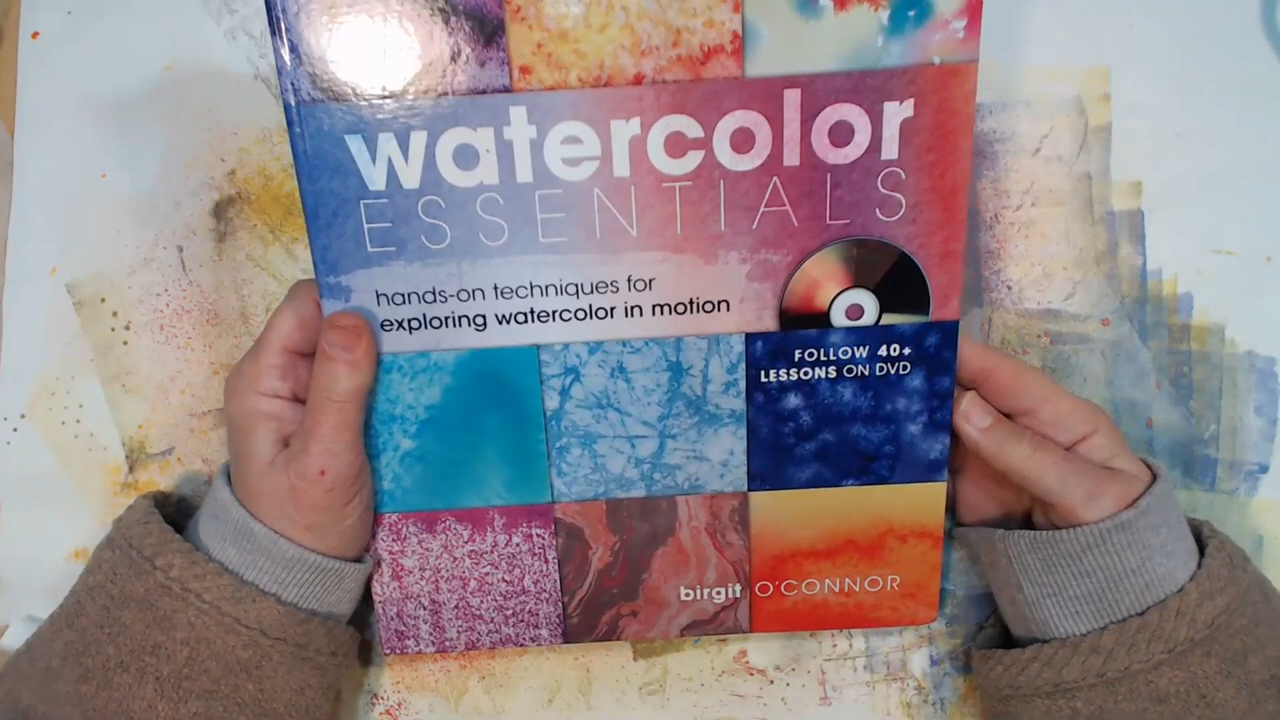 watercolor
ESSENTIALS
hands-on techniques for
exploring watercolor in motion
FOLLOW 40+
LESSONS ON DVD
birgit O'CONNOR